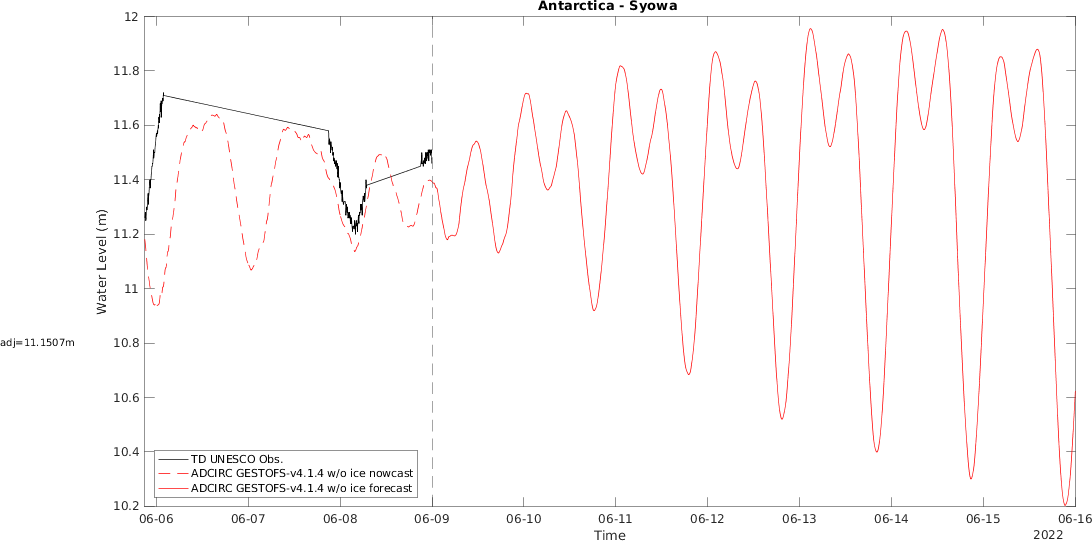 Antarctica - Syowa
12
11.8
11.6
11.4
11.2
11
10.8
10.6
10.4
10.2
Water Level (m)
adj=11.1507m
TD UNESCO Obs.
ADCIRC GESTOFS-v4.1.4 w/o ice nowcast
ADCIRC GESTOFS-v4.1.4 w/o ice forecast
06-06 06-07 06-08 06-09 06-10 06-11 06-12 06-13 06-14 06-15 06-16
Time
2022